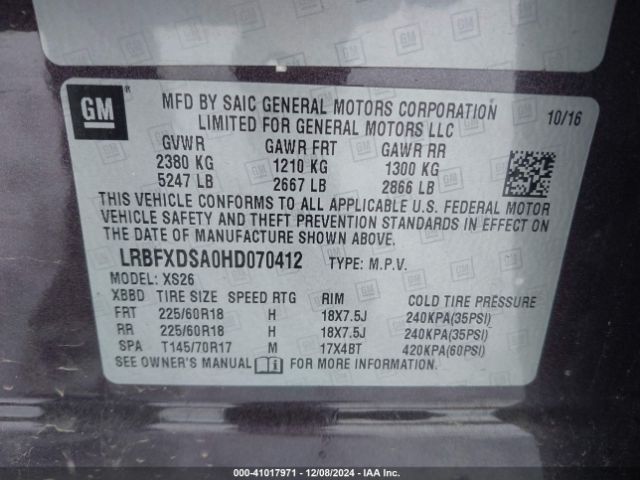 GM
®
MFD BY SAIC GENERAL MOTORS CORPORATION
LIMITED FOR GENERAL MOTORS LLC
10/16
GVWR GAWR FRT GAWR RR
2380 KG 1210 KG 1300 KG
5247 LB 2667 LB 2866 LB
THIS VEHICLE CONFORMS TO ALL APPLICABLE U.S. FEDERAL MOTOR
VEHICLE SAFETY AND THEFT PREVENTION STANDARDS IN EFFECT ON
THE DATE OF MANUFACTURE SHOWN ABOVE.
LRBFXDSA0HD070412 TYPE: M.P.V.
MODEL: XS26
XBBD TIRE SIZE SPEED RTG RIM COLD TIRE PRESSURE
FRT 225/60R18 H 18X7.5J 240KPA(35PSI)
RR 225/60R18 H 18X7.5J 240KPA(35PSI)
SPA T145/70R17 M 17X4BT 420KPA(60PSI)
SEE OWNER'S MANUAL FOR MORE INFORMATION.
000-41017971 - 12/08/2024 - IAA Inc.